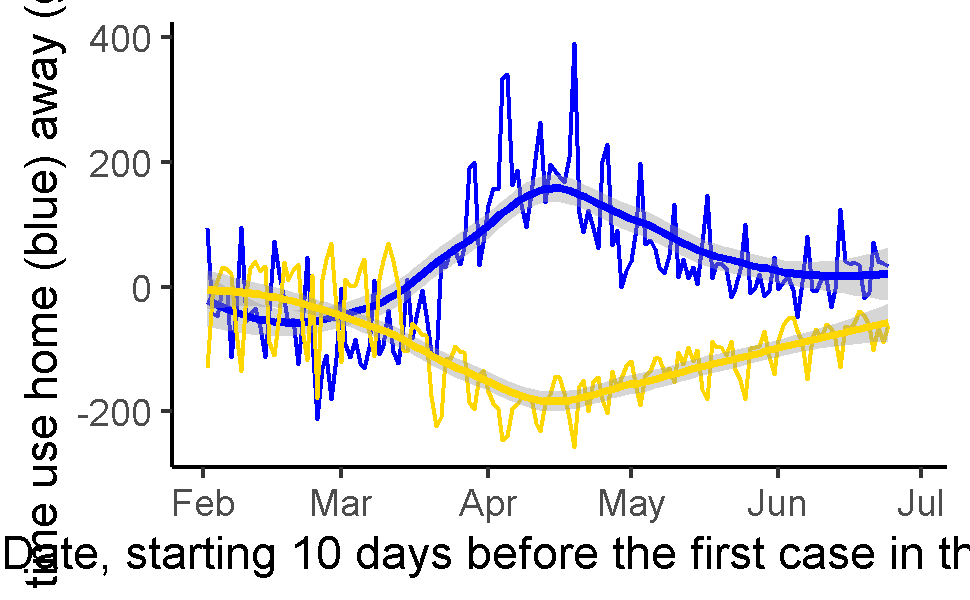 time use home (blue) away (
400
200
0
-200
Feb Mar Apr May Jun Jul
Date, starting 10 days before the first case in th